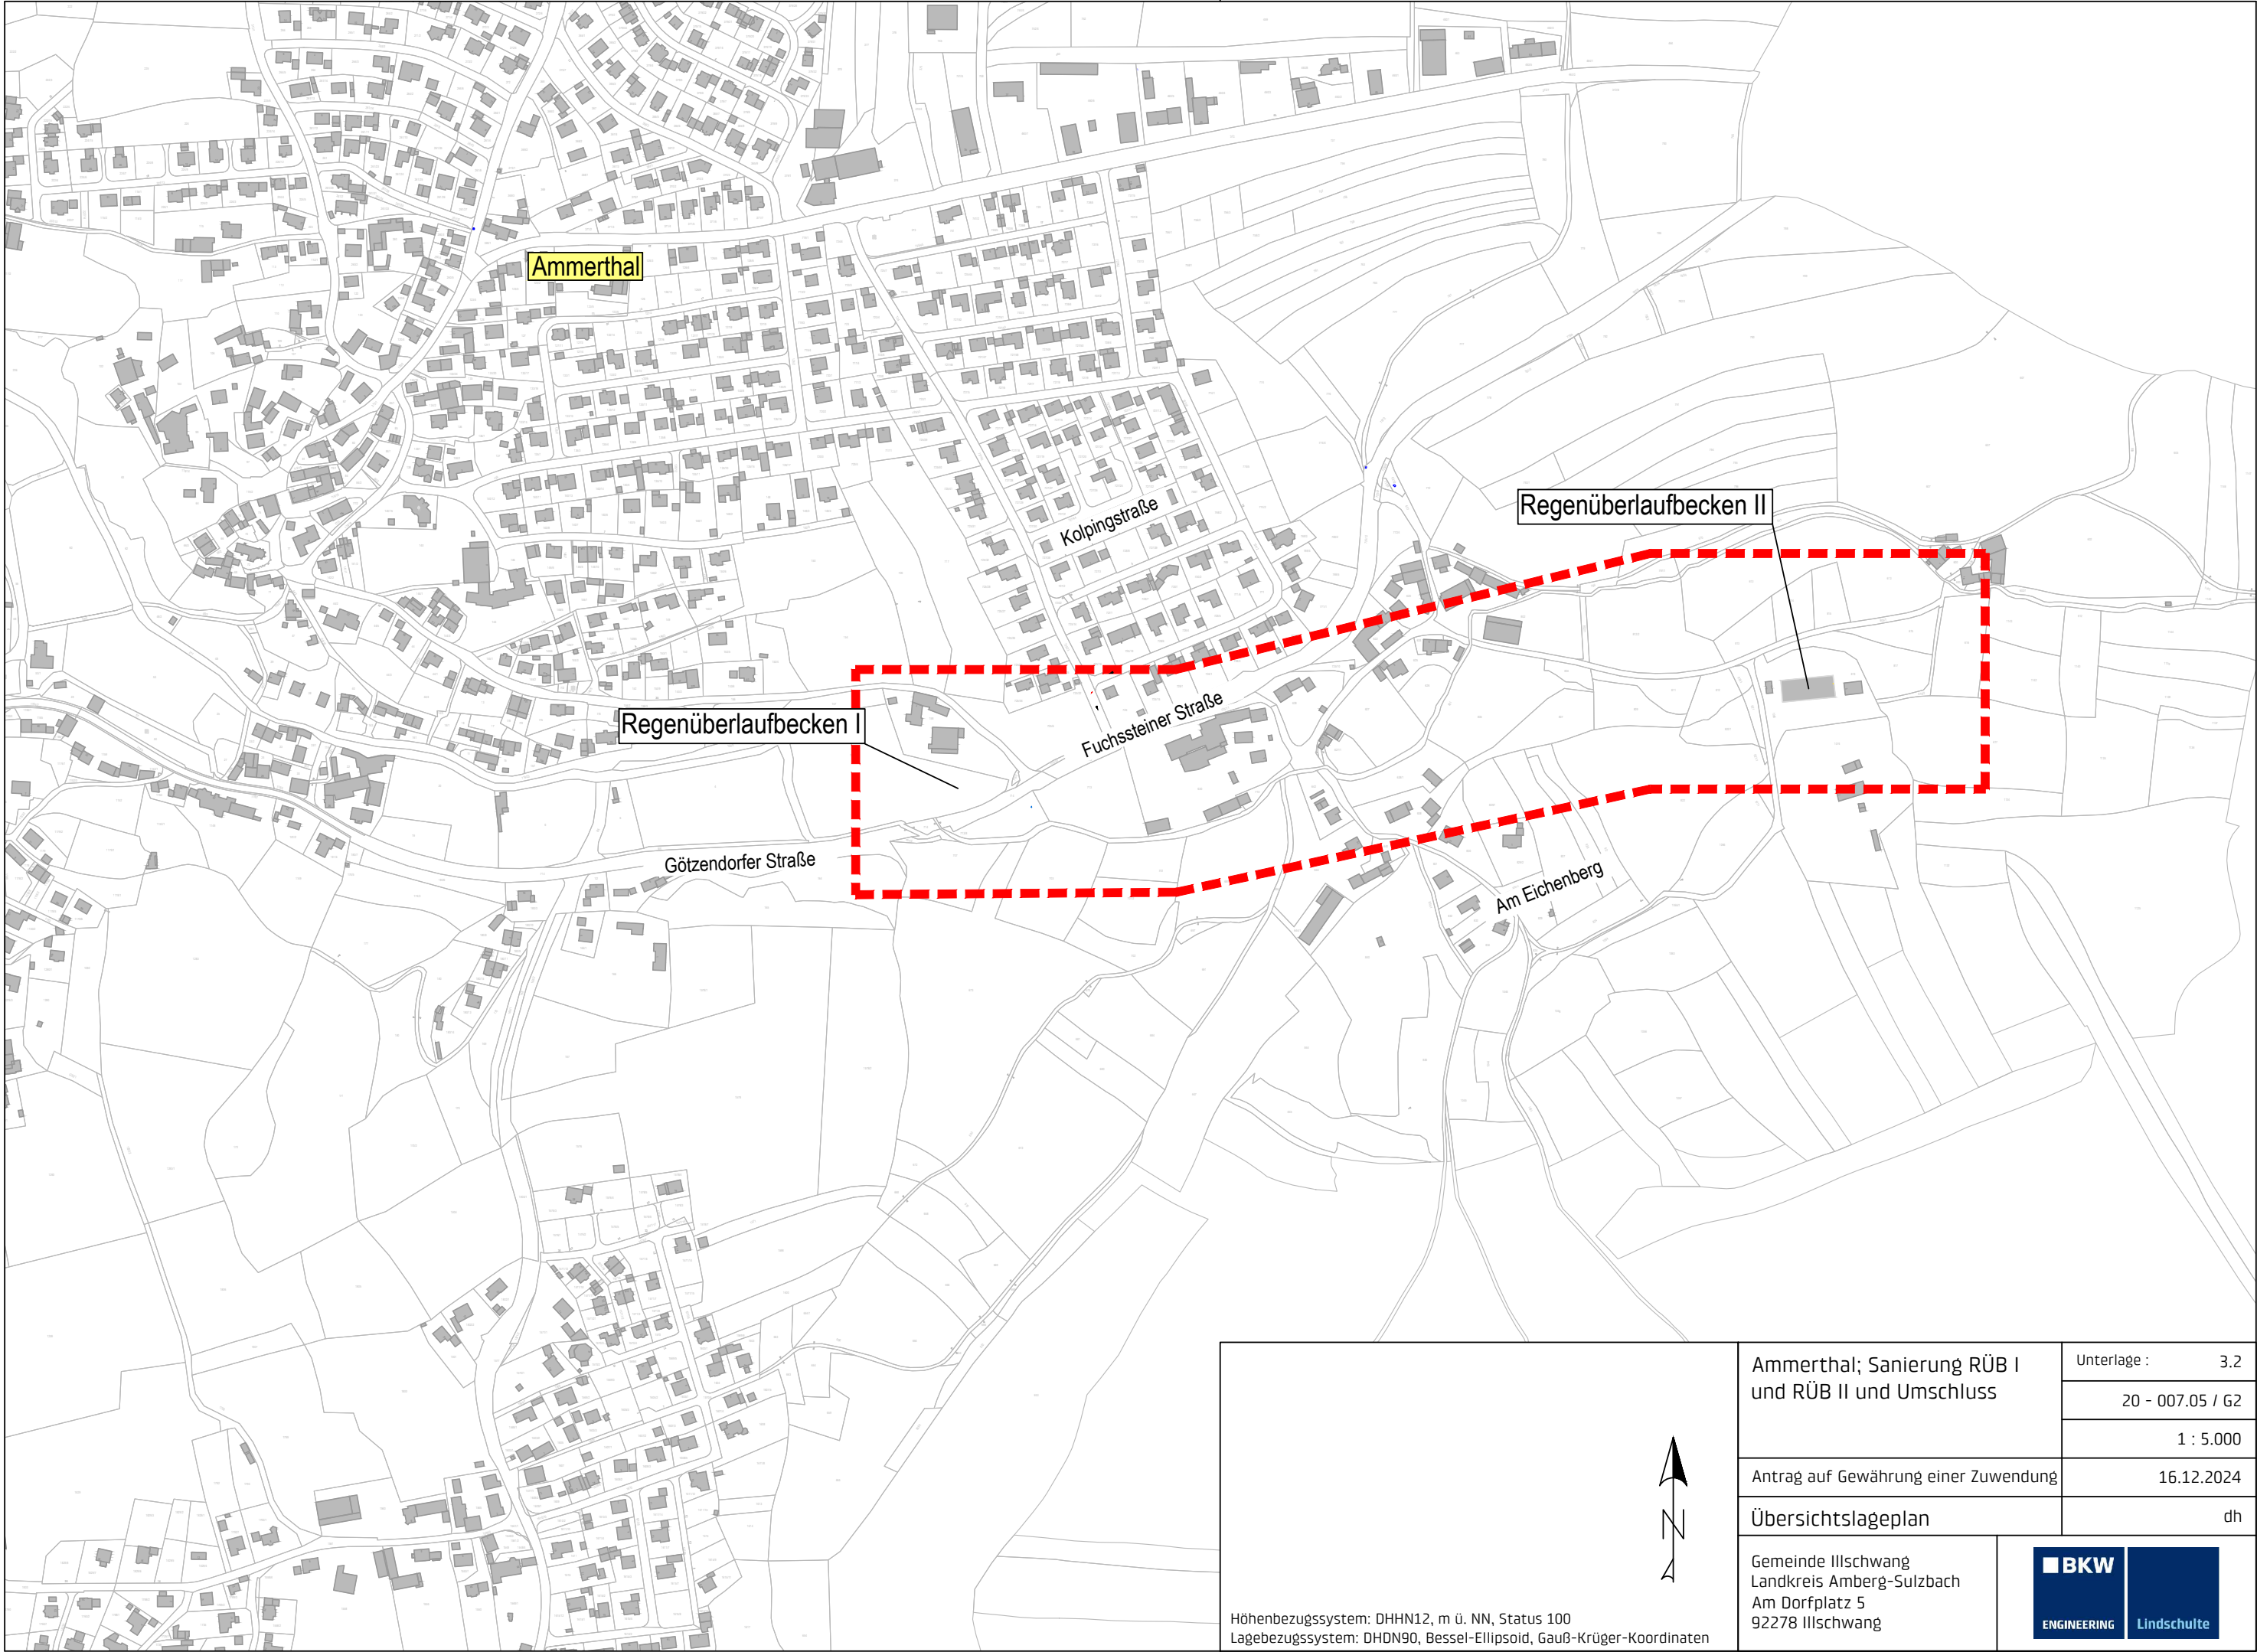 Ammerthal
Kolpingstraße
Regenüberlaufbecken II
Regenüberlaufbecken I
Fuchssteiner Straße
Götzendorfer Straße
Am Eichenberg
Ammerthal; Sanierung RÜB I
und RÜB II und Umschluss
Unterlage : 3.2
20 - 007.05 / G2
1 : 5.000
Antrag auf Gewährung einer Zuwendung
16.12.2024
Übersichtslageplan
dh
Gemeinde Illschwang
Landkreis Amberg-Sulzbach
Am Dorfplatz 5
92278 Illschwang
BKW
ENGINEERING
Lindschulte
N
Höhenbezugssystem: DHHN12, m ü. NN, Status 100
Lagebezugssystem: DHDN90, Bessel-Ellipsoid, Gauß-Krüger-Koordinaten